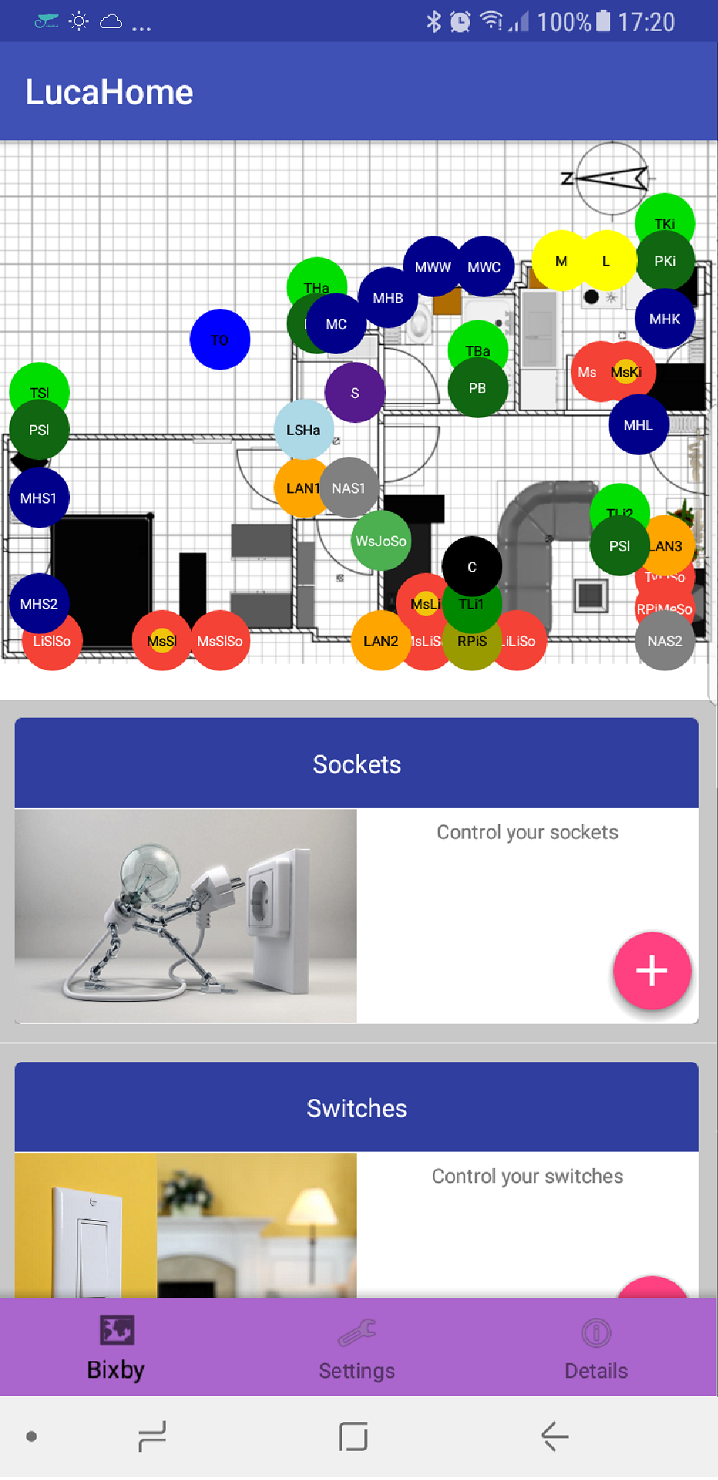 ... 100% 17:20
LucaHome
Z
TKi
M L PKi
MWW MWC
THa
MHB
MC
MHK
TO
TBa
PB
Ms MsKi
S
TSl
PSl
LSHa
MHL
LAN1 NAS1
MHS1
TLi2
WsJoSo
PSl LAN3
C
MHS2
MsLi TLi1
RPiMeSo
LiSlSo MsSl MsSlSo LAN2 RPiS LiLiSo NAS2
Sockets
Control your sockets
Switches
Control your switches
Bixby Settings Details